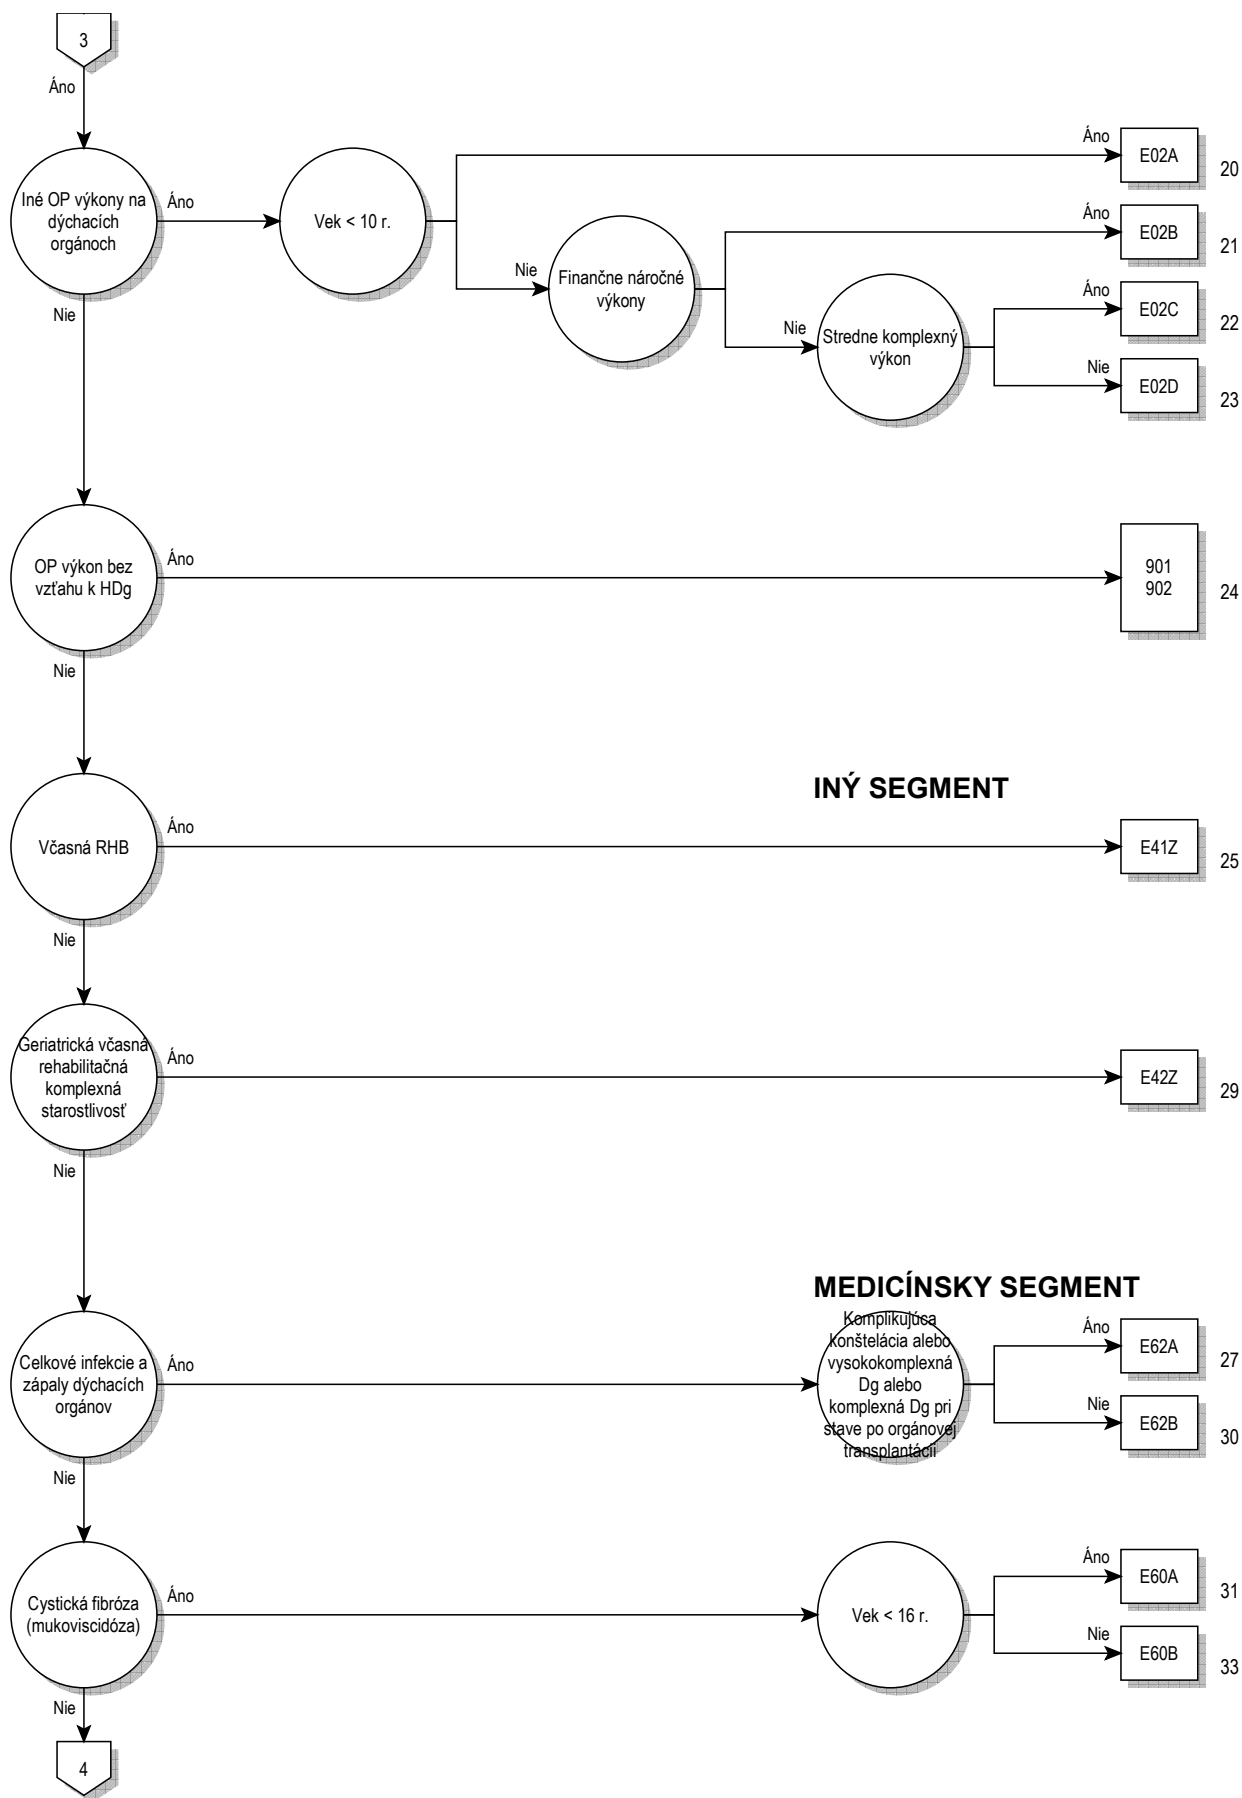 3
Áno
Iné OP výkony na
dýchacích
orgánoch
Áno
Vek < 10 r.
Áno
E02A
20
Nie
Finančne náročné
výkony
Áno
E02B
21
Nie
Stredne komplexný
výkon
Áno
E02C
22
Nie
E02D
23
Nie
OP výkon bez
vzťahu k HDg
Áno
901
902
24
Nie
INÝ SEGMENT
Včasná RHB
Áno
E41Z
25
Nie
Geriatrická včasná
rehabilitačná
komplexná
starostlivosť
Áno
E42Z
29
Nie
MEDICÍNSKY SEGMENT
Celkové infekcie a
zápaly dýchacích
orgánov
Áno
Komplikujúca
konštelácia alebo
vysokokomplexná
Dg alebo
komplexná Dg pri
stave po orgánovej
transplantácii
Áno
E62A
27
Nie
E62B
30
Nie
Cystická fibróza
(mukoviscidóza)
Áno
Vek < 16 r.
Áno
E60A
31
Nie
E60B
33
Nie
4